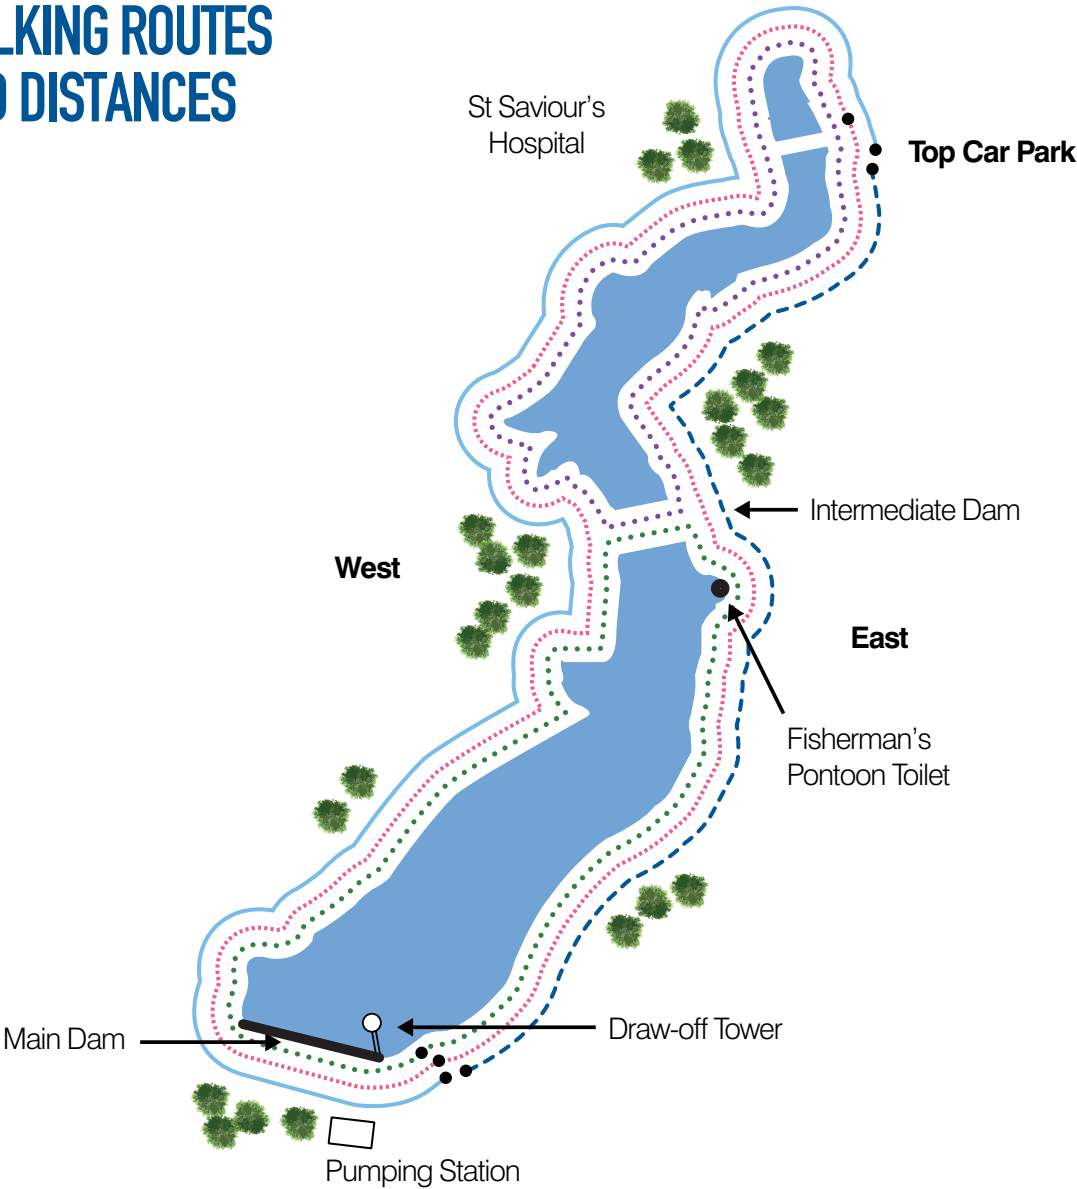 LKING ROUTES
DISTANCES
St Saviour's
Hospital
Top Car Park
Intermediate Dam
West
East
Fisherman's
Pontoon Toilet
Main Dam
Draw-off Tower
Pumping Station